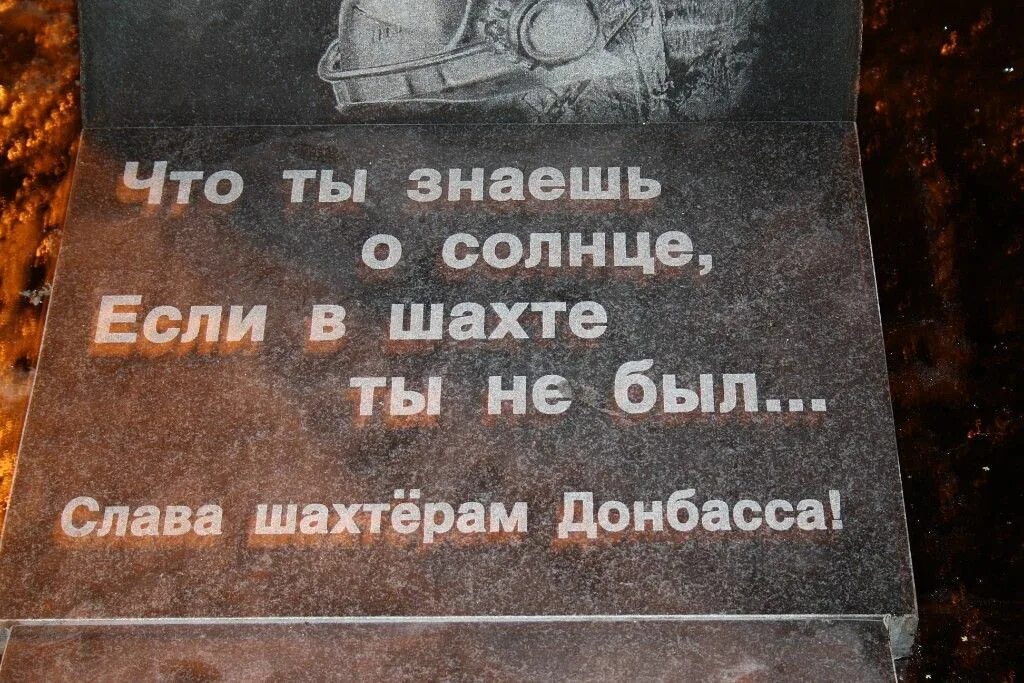 Что ты знаешь
о солнце,
Если в шахте
ты не был...
Слава шахтёрам Донбасса!